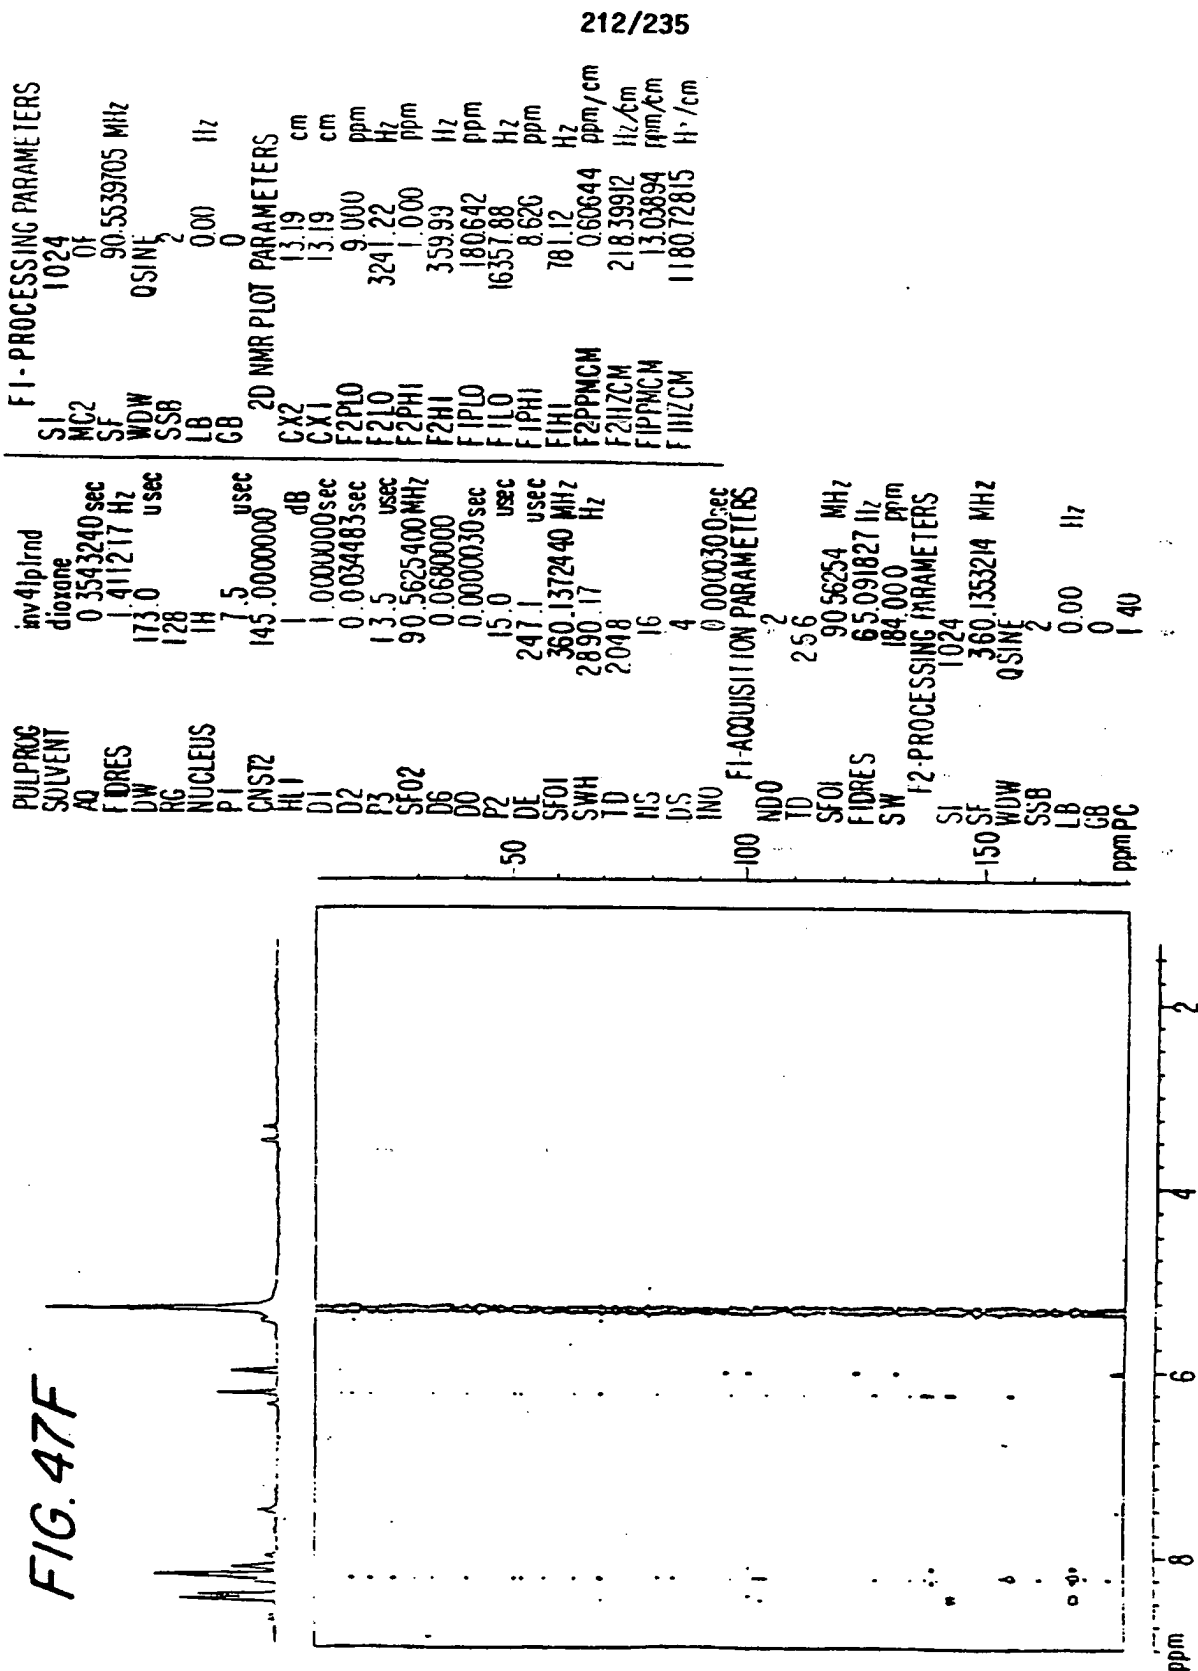 212/235
FIG. 47F
PULPROG inv4lplrnd
SOLVENT dioxane
AQ 0.3543240 sec
FIDRES 1.411217 Hz
DW 173.0 usec
RG 128
NUCLEUS 1H
P1 7.5 usec
CNST2 145.0000000
HL1 1 dB
D1 1.0000000 sec
D2 0.0034483 sec
P3 13.5 usec
SFO2 90.5625400 MHz
D6 0.0680000
D0 0.0000030 sec
P2 15.0 usec
DE 247.1 usec
SFO1 360.1372440 MHz
SWH 2890.17 Hz
TD 2048
NS 16
DS 4
IN0 0.0000300 sec
F1-ACQUISITION PARAMETERS
ND0 2
TD 256
SFO1 90.56254 MHz
FIDRES 65.091827 Hz
SW 184.000 ppm
F2-PROCESSING PARAMETERS
SI 1024
SF 360.1353214 MHz
WDW QSINE
SSB 2
LB 0.00 Hz
GB 0
PC 1.40
F1-PROCESSING PARAMETERS
SI 1024
MC2 QF
SF 90.5539705 MHz
WDW QSINE
SSB 2
LB 0.00 Hz
GB 0
2D NMR PLOT PARAMETERS
CX2 13.19 cm
CX1 13.19 cm
F2PLO 9.000 ppm
F2LO 3241.22 Hz
F2PHI 1.000 ppm
F2HI 359.99 Hz
F1PLO 180.642 ppm
F1LO 16357.88 Hz
F1PHI 8.626 ppm
F1HI 781.12 Hz
F2PPMCM 0.60644 ppm/cm
F2HZCM 218.39912 Hz/cm
F1PPMCM 13.03894 ppm/cm
F1HZCM 1180.72815 Hz/cm
50
100
150
ppm
ppm 8 6 4 2